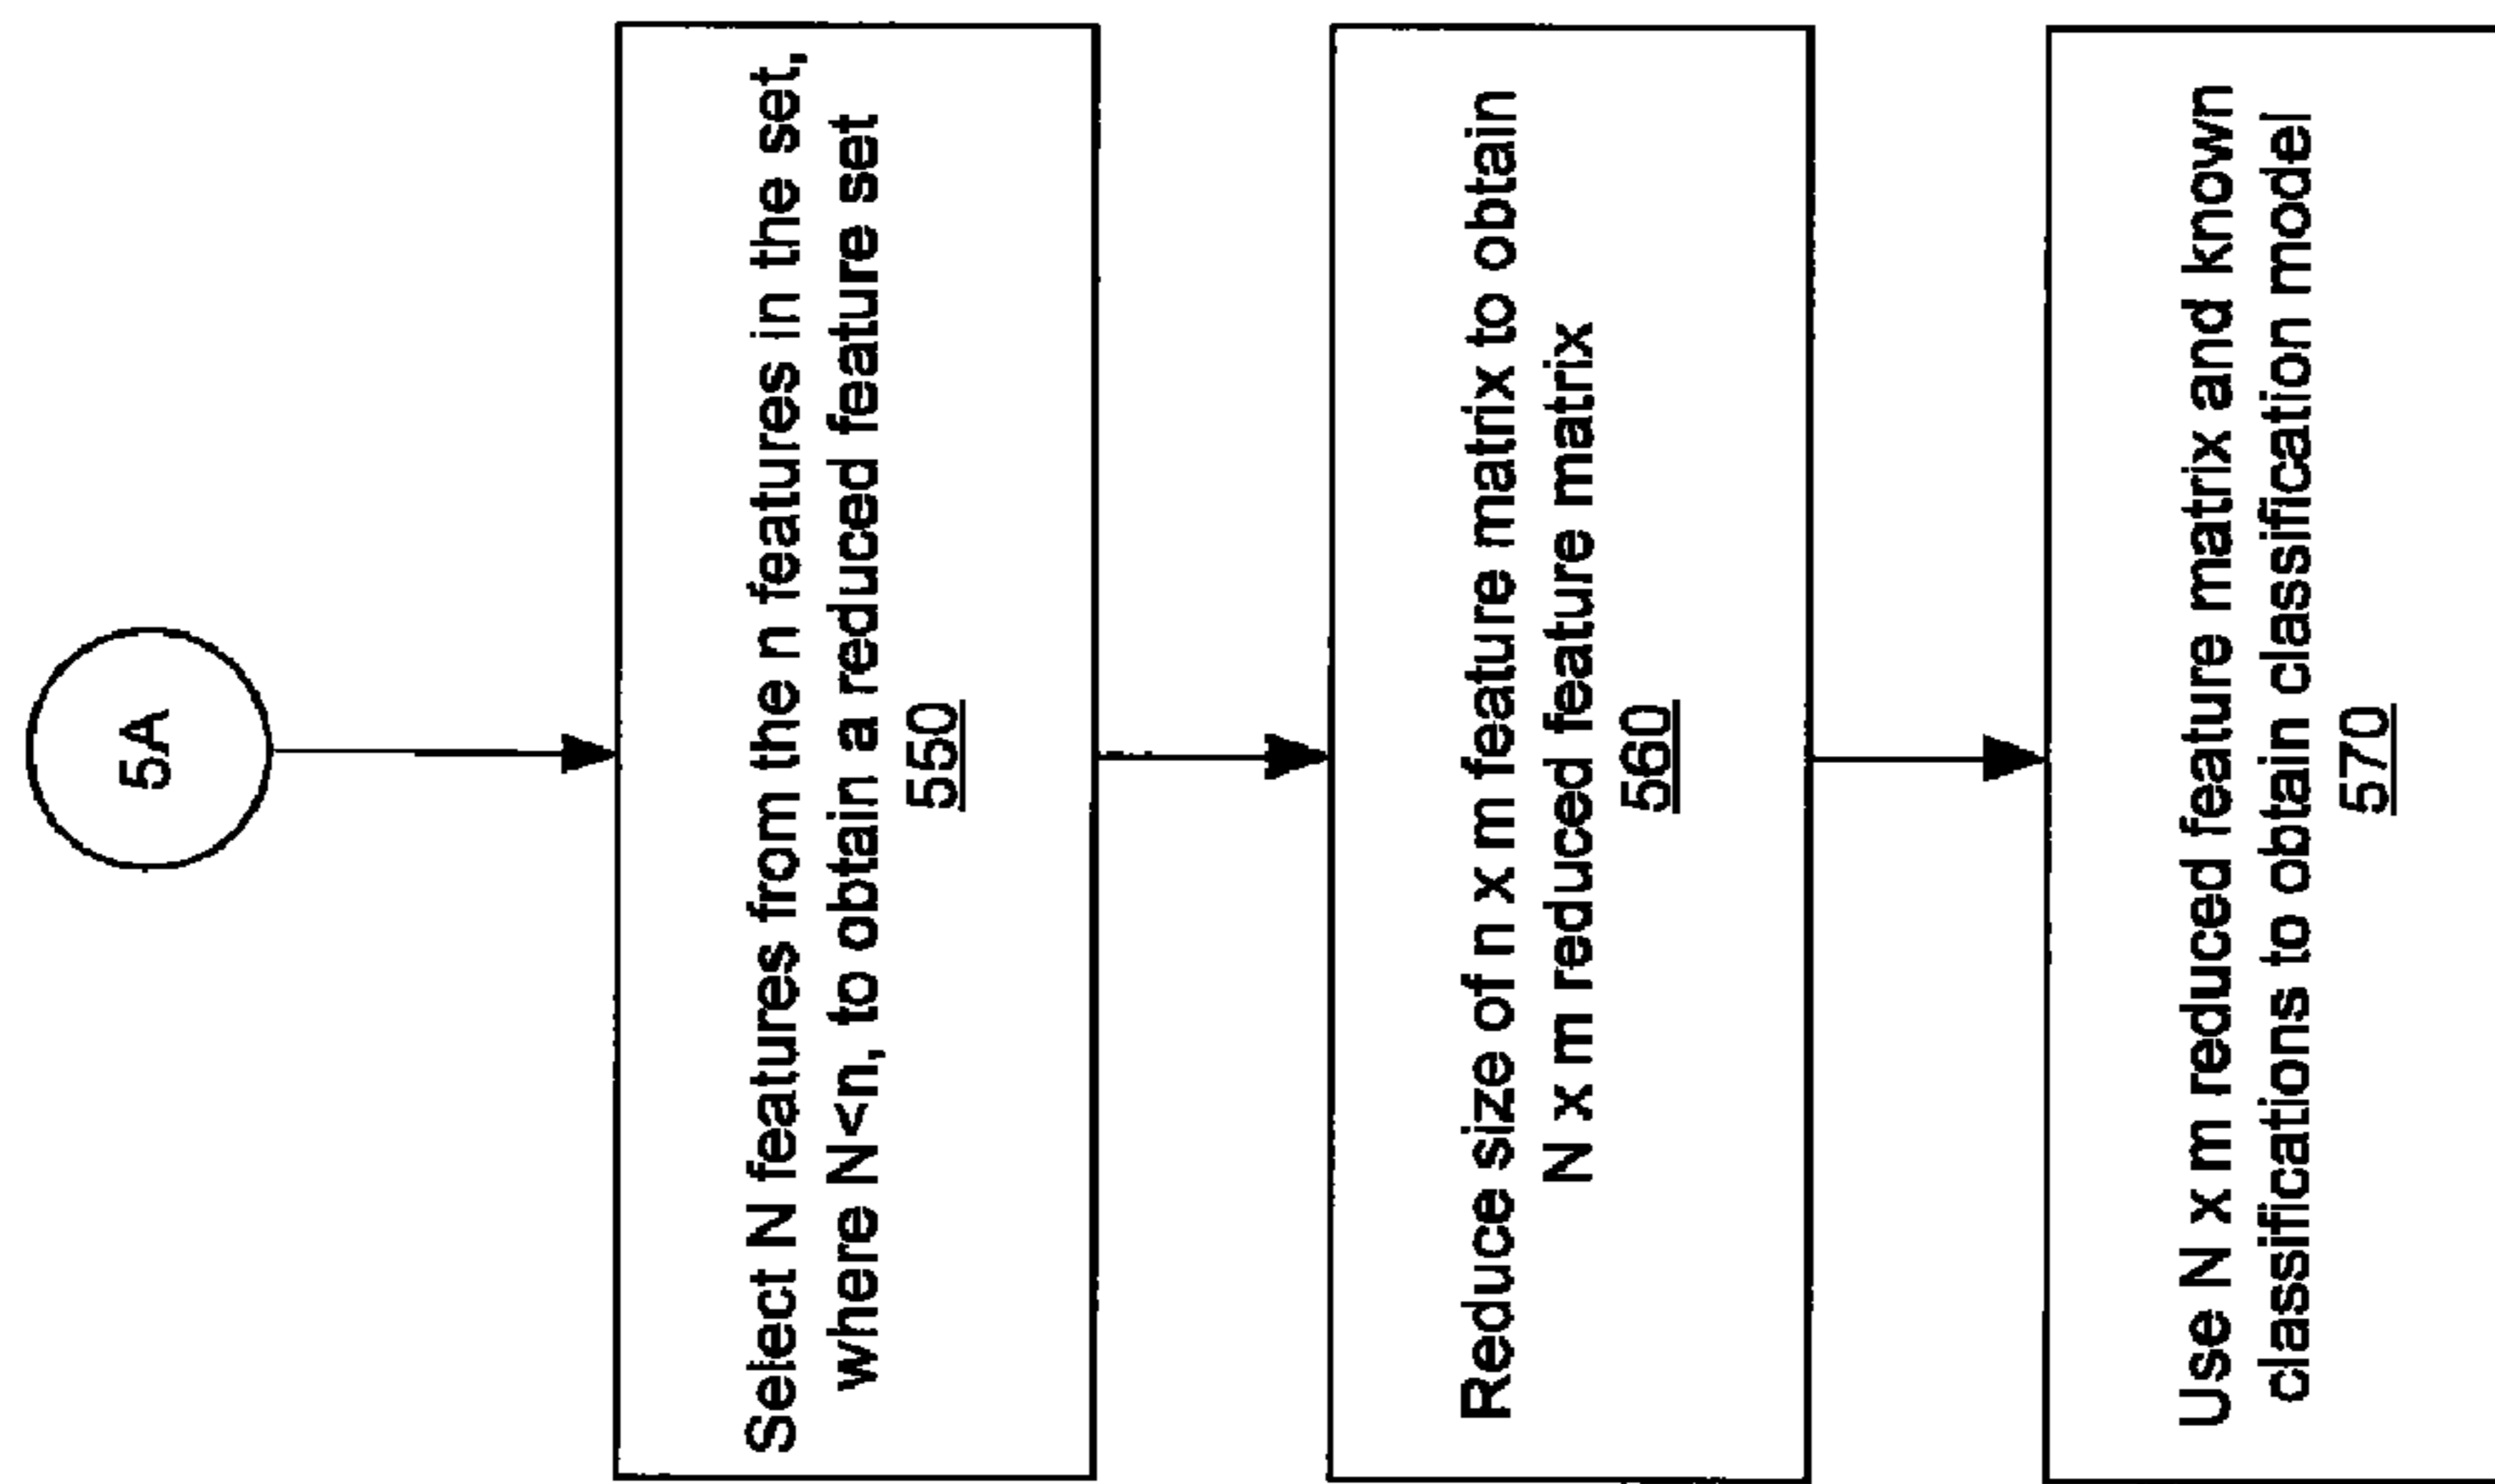 5A
Select N features from the n features in the set,
where N<n, to obtain a reduced feature set
550
Reduce size of n x m feature matrix to obtain
N x m reduced feature matrix
560
Use N x m reduced feature matrix and known
classifications to obtain classification model
570